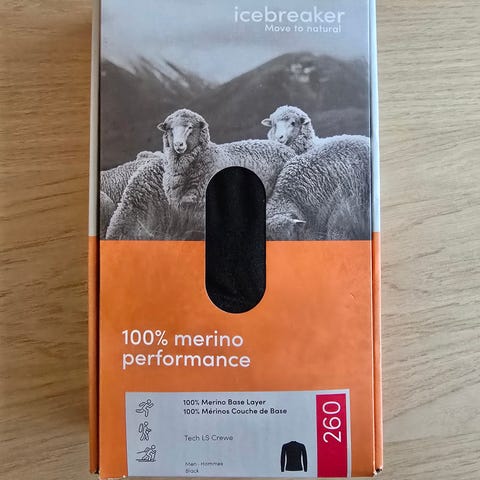 icebreaker
Move to natural
100% merino
performance
100% Merino Base Layer
100% Mérinos Couche de Base
Tech LS Crewe
Men · Hommes
Black
260